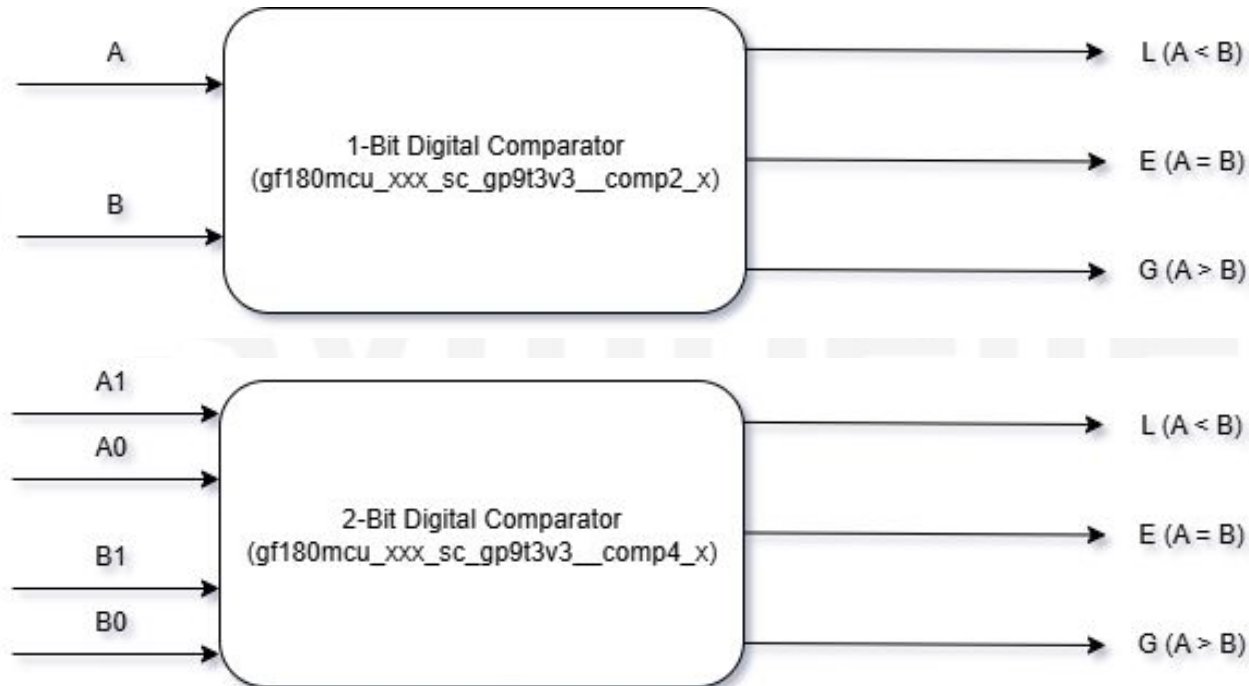 A
B
1-Bit Digital Comparator
(gf180mcu_xxx_sc_gp9t3v3__comp2_x)
L (A < B)
E (A = B)
G (A > B)
A1
A0
B1
B0
2-Bit Digital Comparator
(gf180mcu_xxx_sc_gp9t3v3__comp4_x)
L (A < B)
E (A = B)
G (A > B)